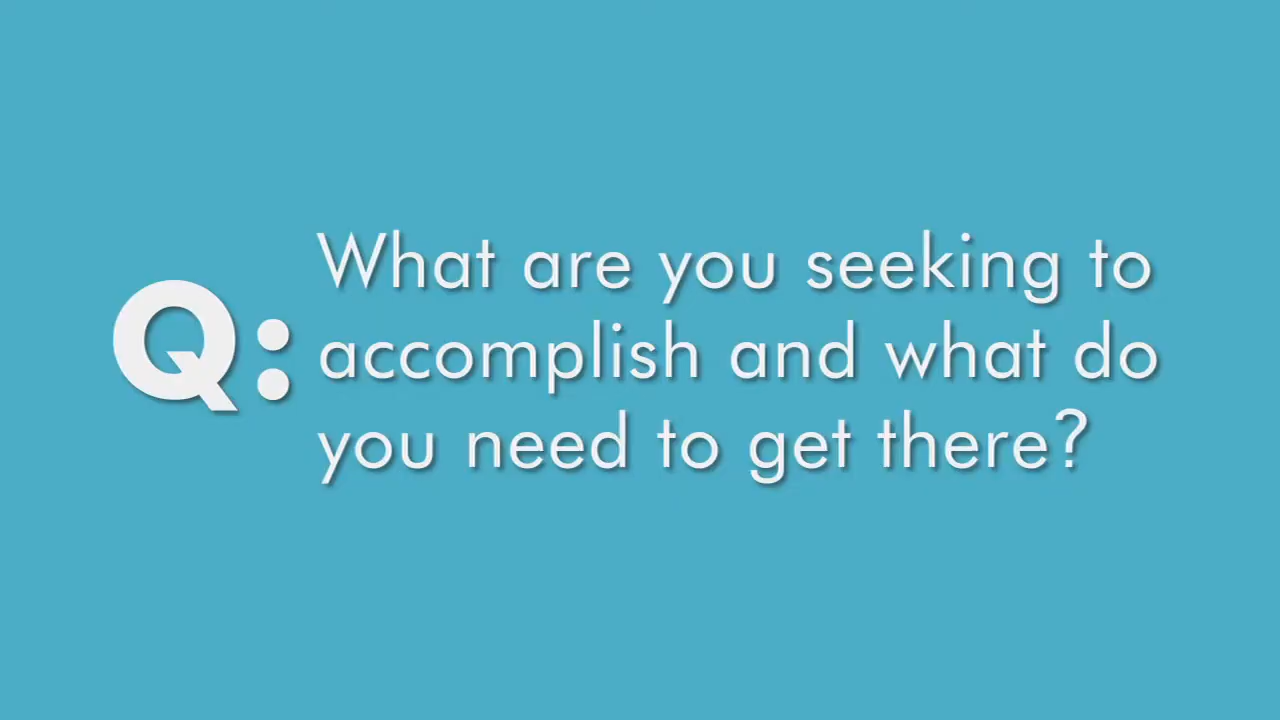 Q: What are you seeking to
accomplish and what do
you need to get there?